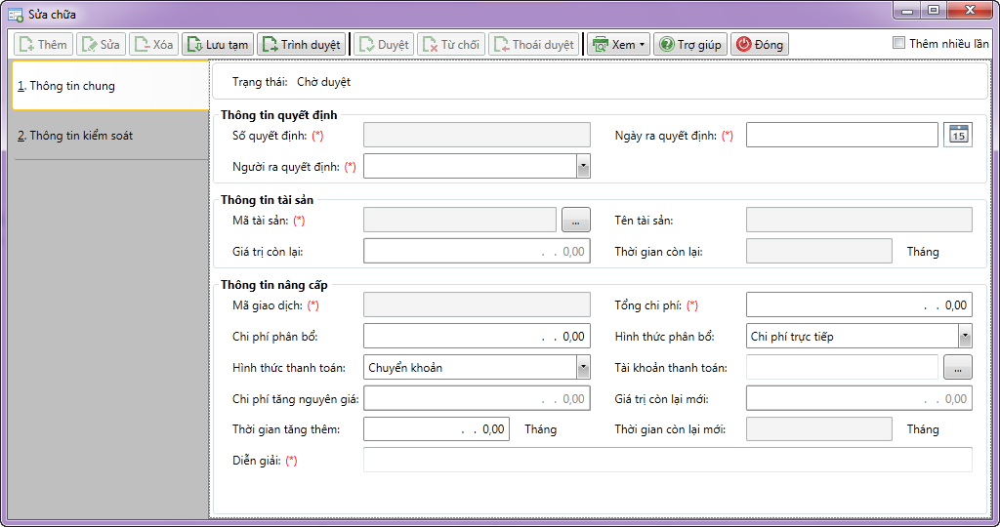 Sửa chữa
Thêm Sửa Xóa Lưu tạm Trình duyệt Duyệt Từ chối Thoái duyệt Xem Trợ giúp Đóng Thêm nhiều lần
1. Thông tin chung
2. Thông tin kiểm soát
Trạng thái: Chờ duyệt
Thông tin quyết định
Số quyết định: (*) Ngày ra quyết định: (*) 15
Người ra quyết định: (*)
Thông tin tài sản
Mã tài sản: (*) ... Tên tài sản:
Giá trị còn lại: . . 0,00 Thời gian còn lại: Tháng
Thông tin nâng cấp
Mã giao dịch: (*) Tổng chi phí: (*) . . 0,00
Chi phí phân bổ: . . 0,00 Hình thức phân bổ: Chi phí trực tiếp
Hình thức thanh toán: Chuyển khoản Tài khoản thanh toán: ...
Chi phí tăng nguyên giá: . . 0,00 Giá trị còn lại mới: . . 0,00
Thời gian tăng thêm: . . 0,00 Tháng Thời gian còn lại mới: Tháng
Diễn giải: (*)